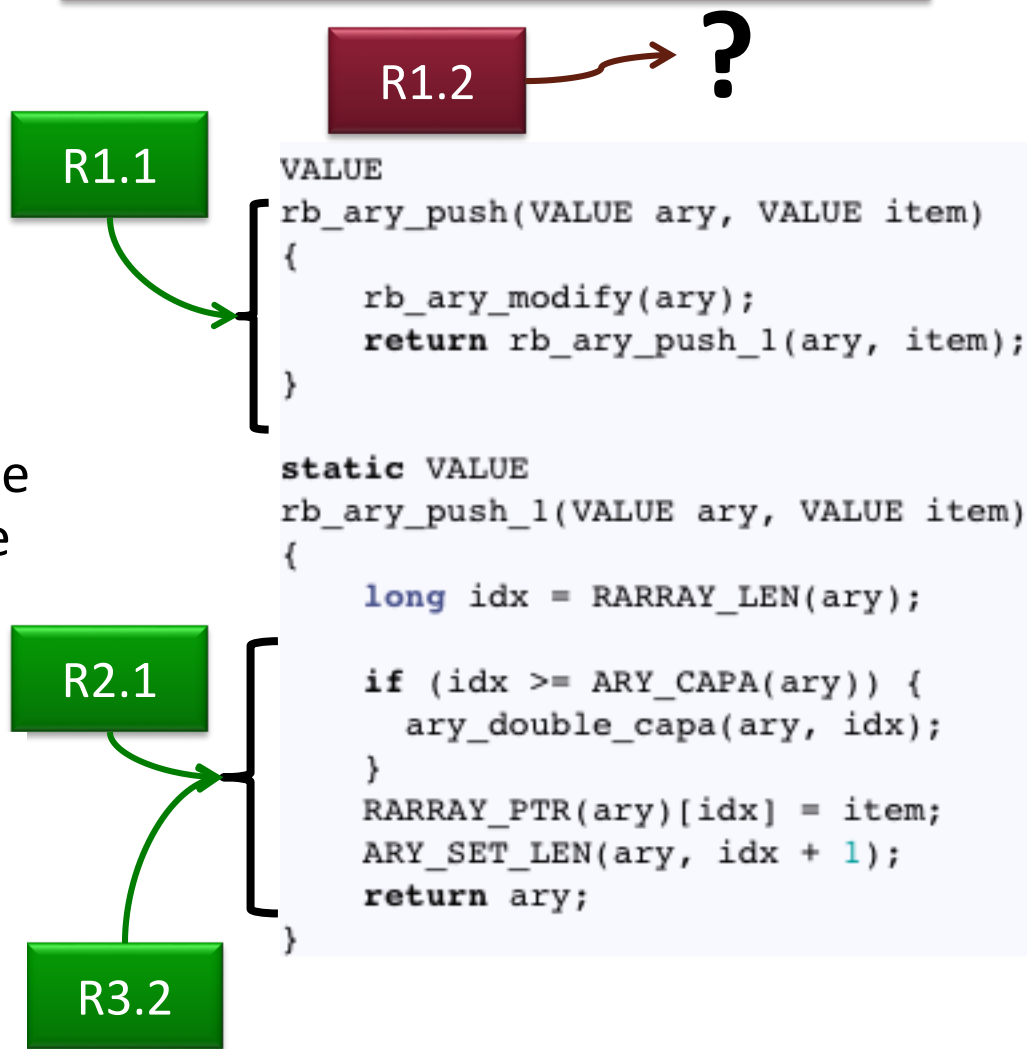 R1.2
?
R1.1
VALUE
rb_ary_push(VALUE ary, VALUE item)
{
    rb_ary_modify(ary);
    return rb_ary_push_1(ary, item);
}
static VALUE
rb_ary_push_1(VALUE ary, VALUE item)
{
    long idx = RARRAY_LEN(ary);
    if (idx >= ARY_CAPA(ary)) {
      ary_double_capa(ary, idx);
    }
    RARRAY_PTR(ary)[idx] = item;
    ARY_SET_LEN(ary, idx + 1);
    return ary;
}
e
e
R2.1
R3.2